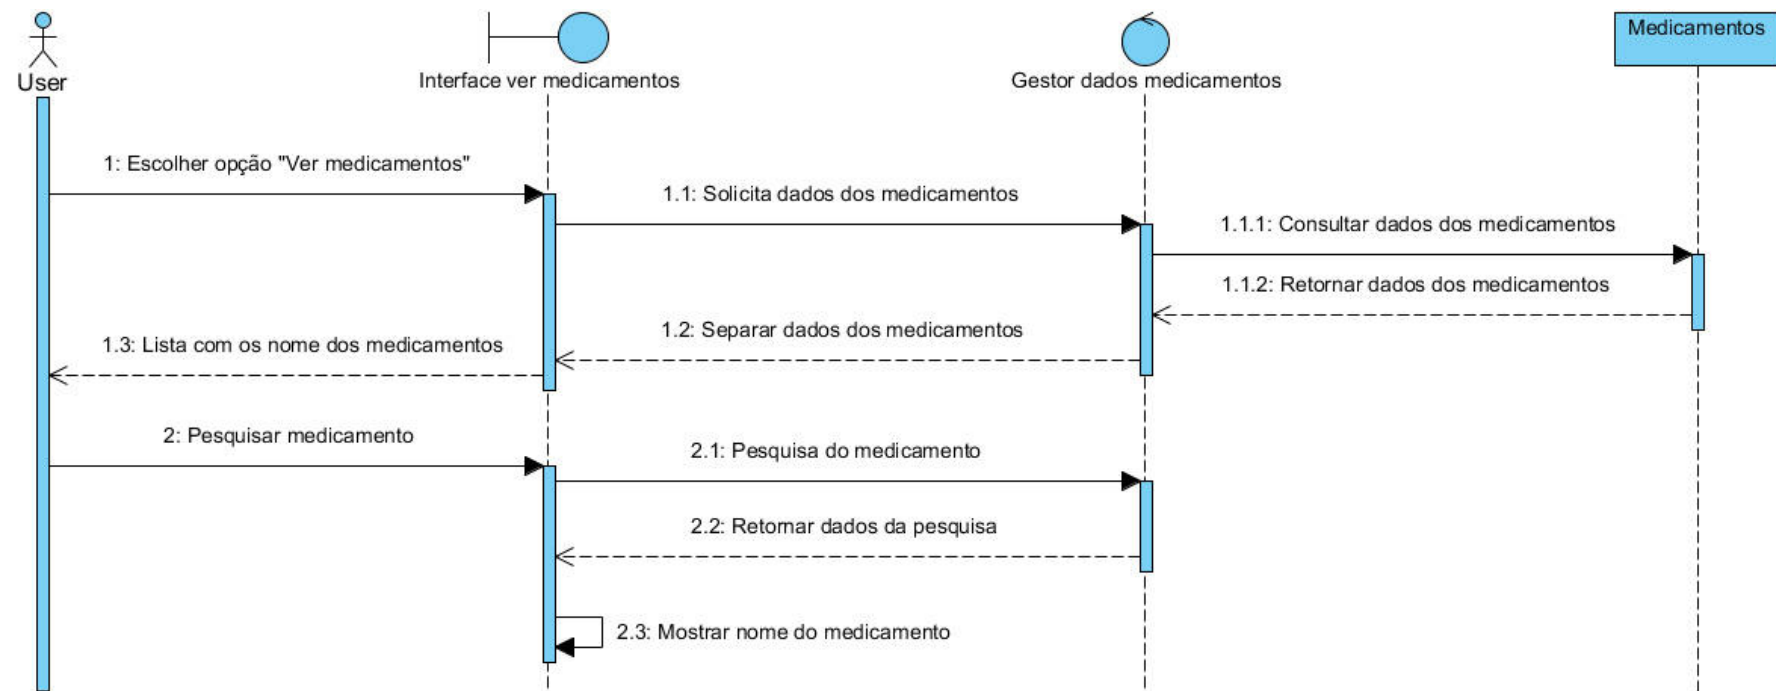 User
Interface ver medicamentos
Gestor dados medicamentos
Medicamentos
1: Escolher opção "Ver medicamentos"
1.1: Solicita dados dos medicamentos
1.1.1: Consultar dados dos medicamentos
1.1.2: Retornar dados dos medicamentos
1.2: Separar dados dos medicamentos
1.3: Lista com os nome dos medicamentos
2: Pesquisar medicamento
2.1: Pesquisa do medicamento
2.2: Retornar dados da pesquisa
2.3: Mostrar nome do medicamento